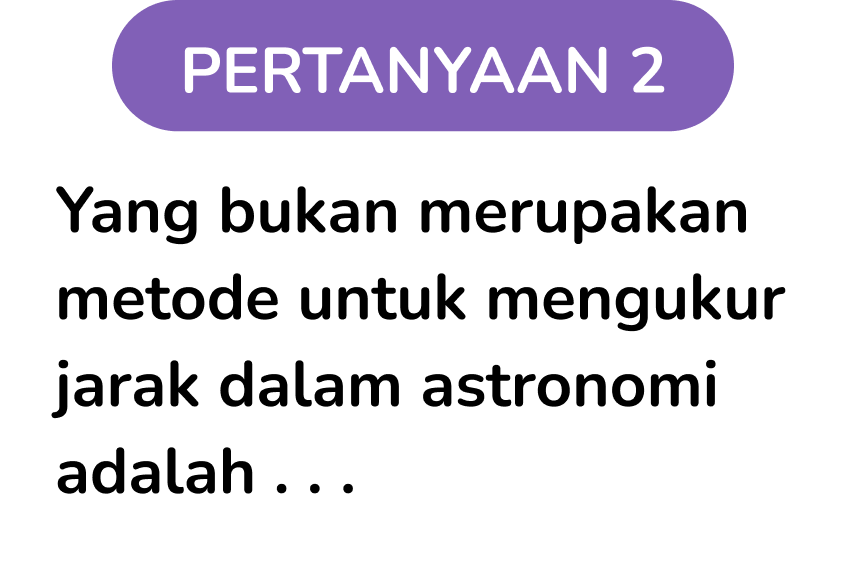 PERTANYAAN 2
Yang bukan merupakan
metode untuk mengukur
jarak dalam astronomi
adalah . . .